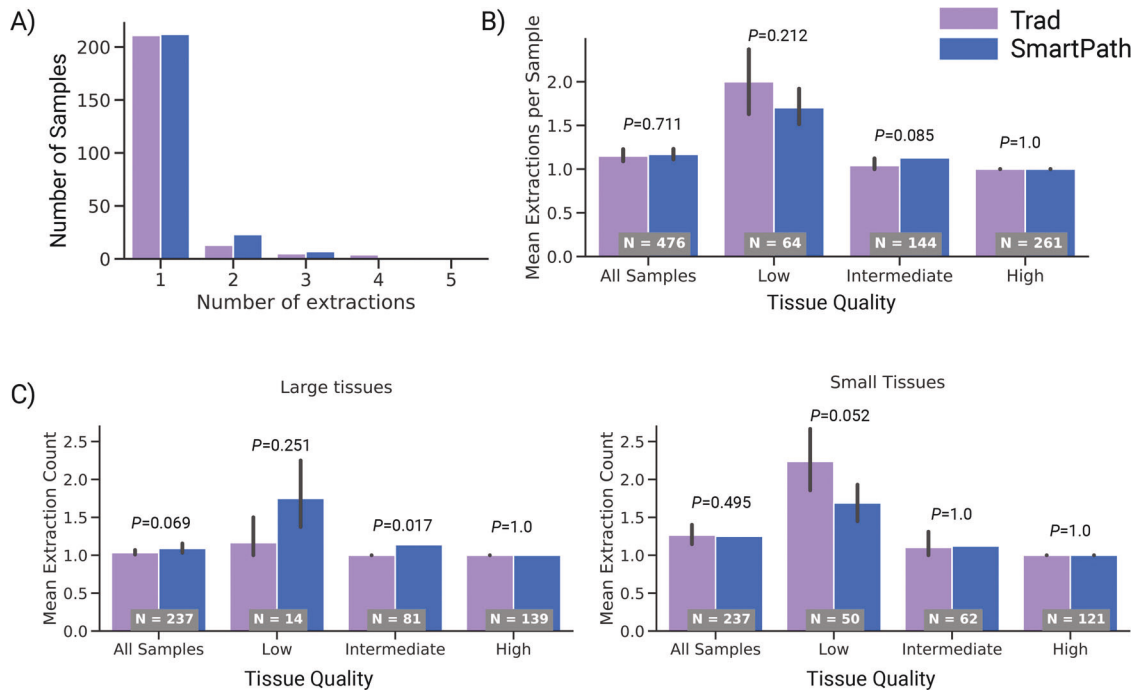 A)
Number of Samples
200
150
100
50
0
1 2 3 4 5
Number of extractions
B)
Trad
SmartPath
Mean Extractions per Sample
2.0
1.5
1.0
0.5
0.0
P=0.711
P=0.212
P=0.085
P=1.0
N = 476
N = 64
N = 144
N = 261
All Samples Low Intermediate High
Tissue Quality
C)
Large tissues
Mean Extraction Count
2.5
2.0
1.5
1.0
0.5
0.0
P=0.069
P=0.251
P=0.017
P=1.0
N = 237
N = 14
N = 81
N = 139
All Samples Low Intermediate High
Tissue Quality
Small Tissues
Mean Extraction Count
2.5
2.0
1.5
1.0
0.5
0.0
P=0.495
P=0.052
P=1.0
P=1.0
N = 237
N = 50
N = 62
N = 121
All Samples Low Intermediate High
Tissue Quality